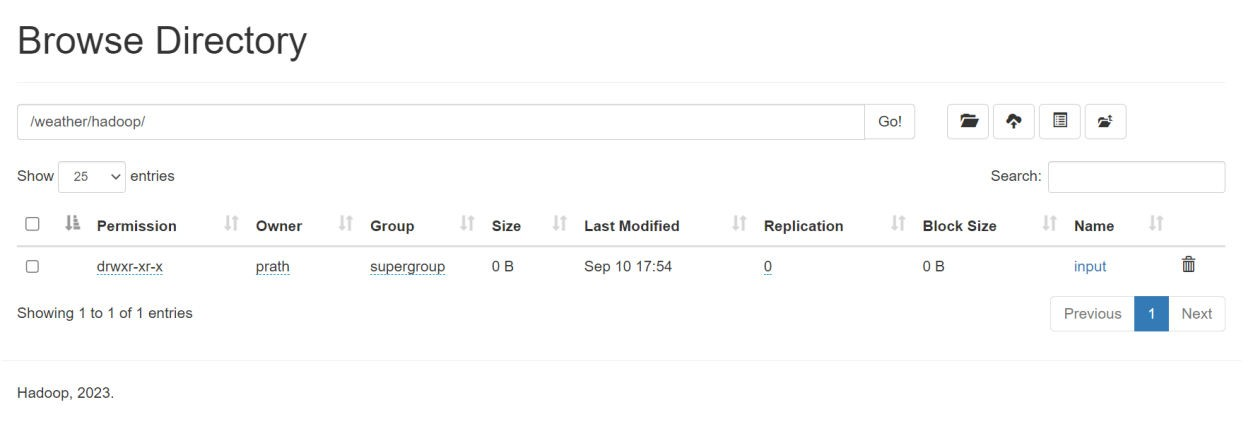 Browse Directory
/weather/hadoop/ Go!
Show 25 entries Search:
Permission Owner Group Size Last Modified Replication Block Size Name
drwxr-xr-x prath supergroup 0 B Sep 10 17:54 0 0 B input
Showing 1 to 1 of 1 entries Previous 1 Next
Hadoop, 2023.